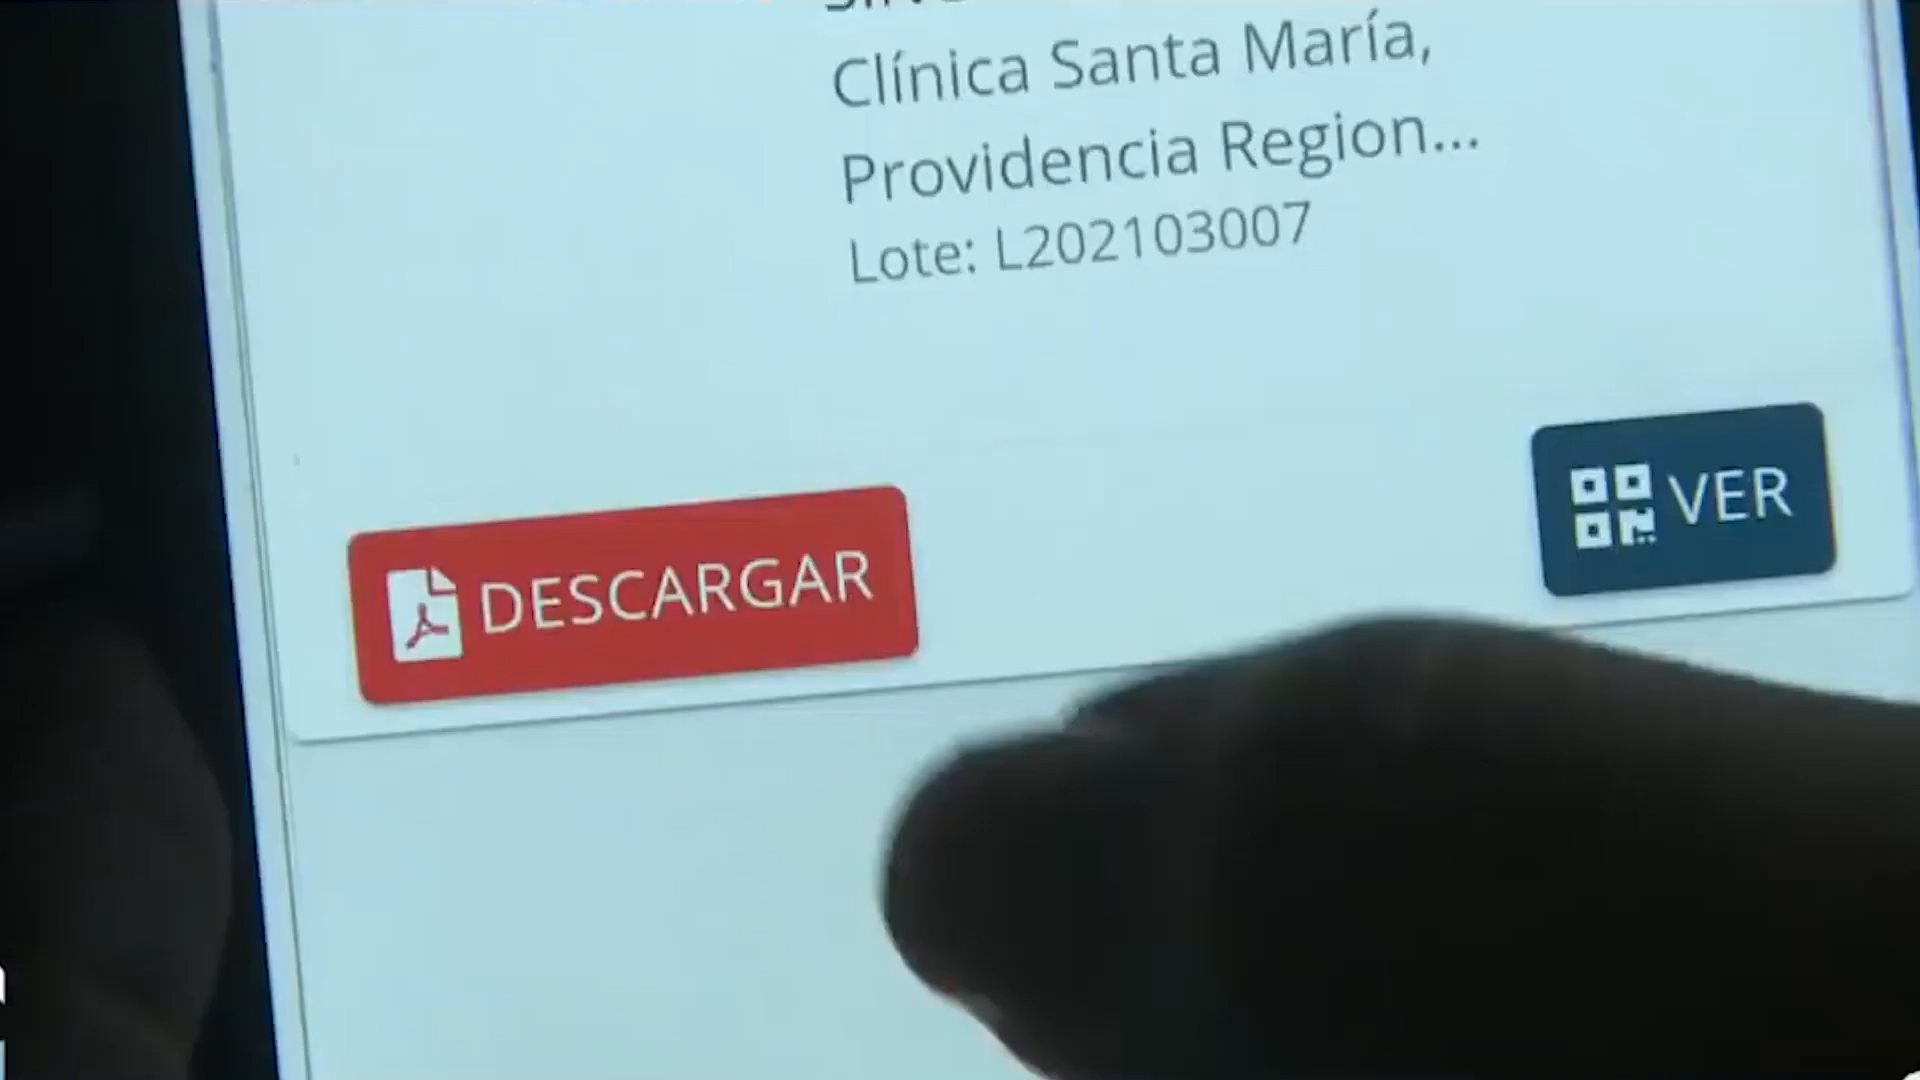 Clínica Santa María,
Providencia Region...
Lote: L202103007
VER
DESCARGAR